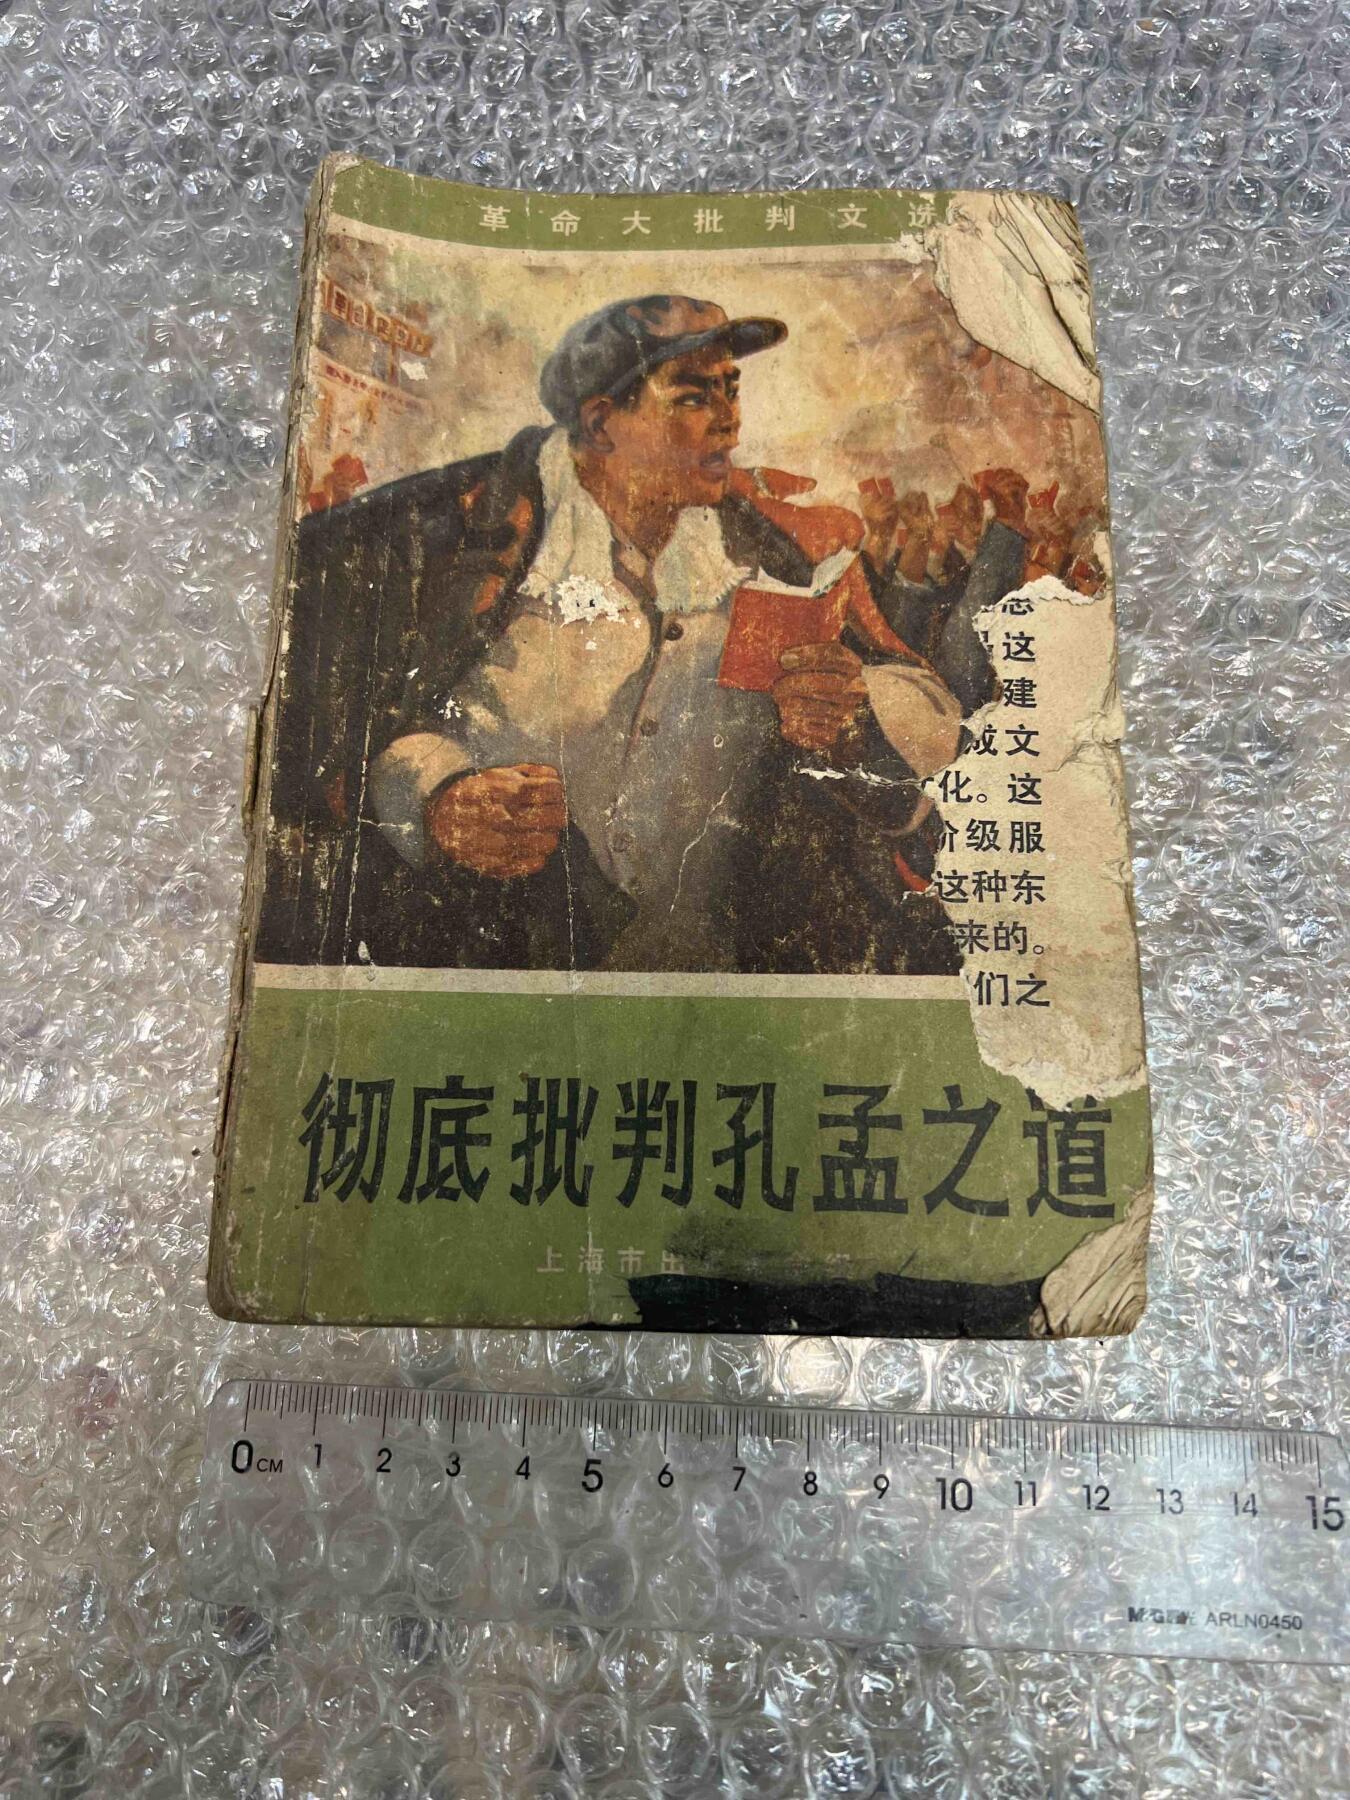 革命大批判文选
这
建
文
化。这
级服
这种东
来的。
们之
彻底批判孔孟之道
上海市出
0 CM 1 2 3 4 5 6 7 8 9 10 11 12 13 14 15
M&G ARLN0450